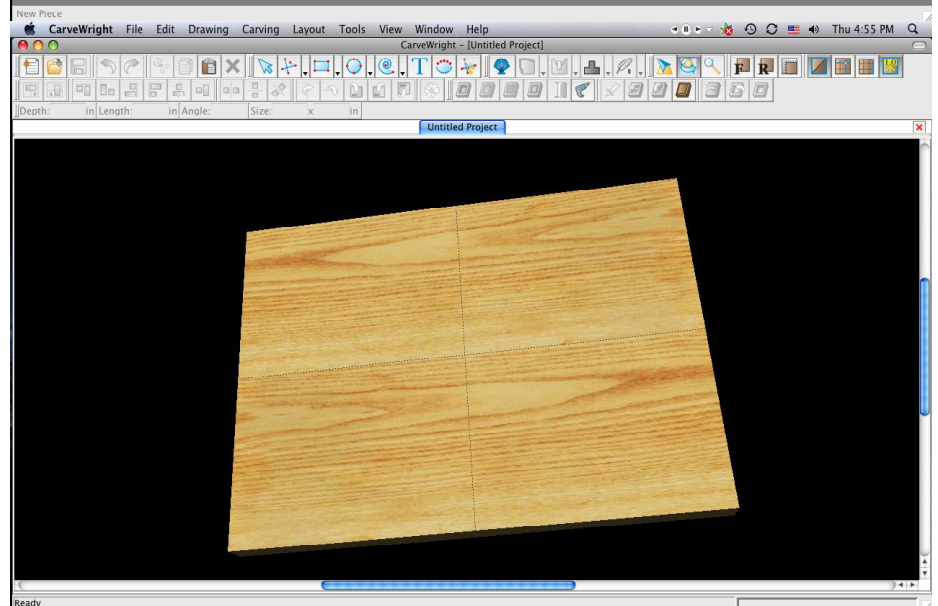 New Piece
CarveWright File Edit Drawing Carving Layout Tools View Window Help Thu 4:55 PM
CarveWright - [Untitled Project]
T F R
Depth: in Length: in Angle: Size: x in
Untitled Project
Ready